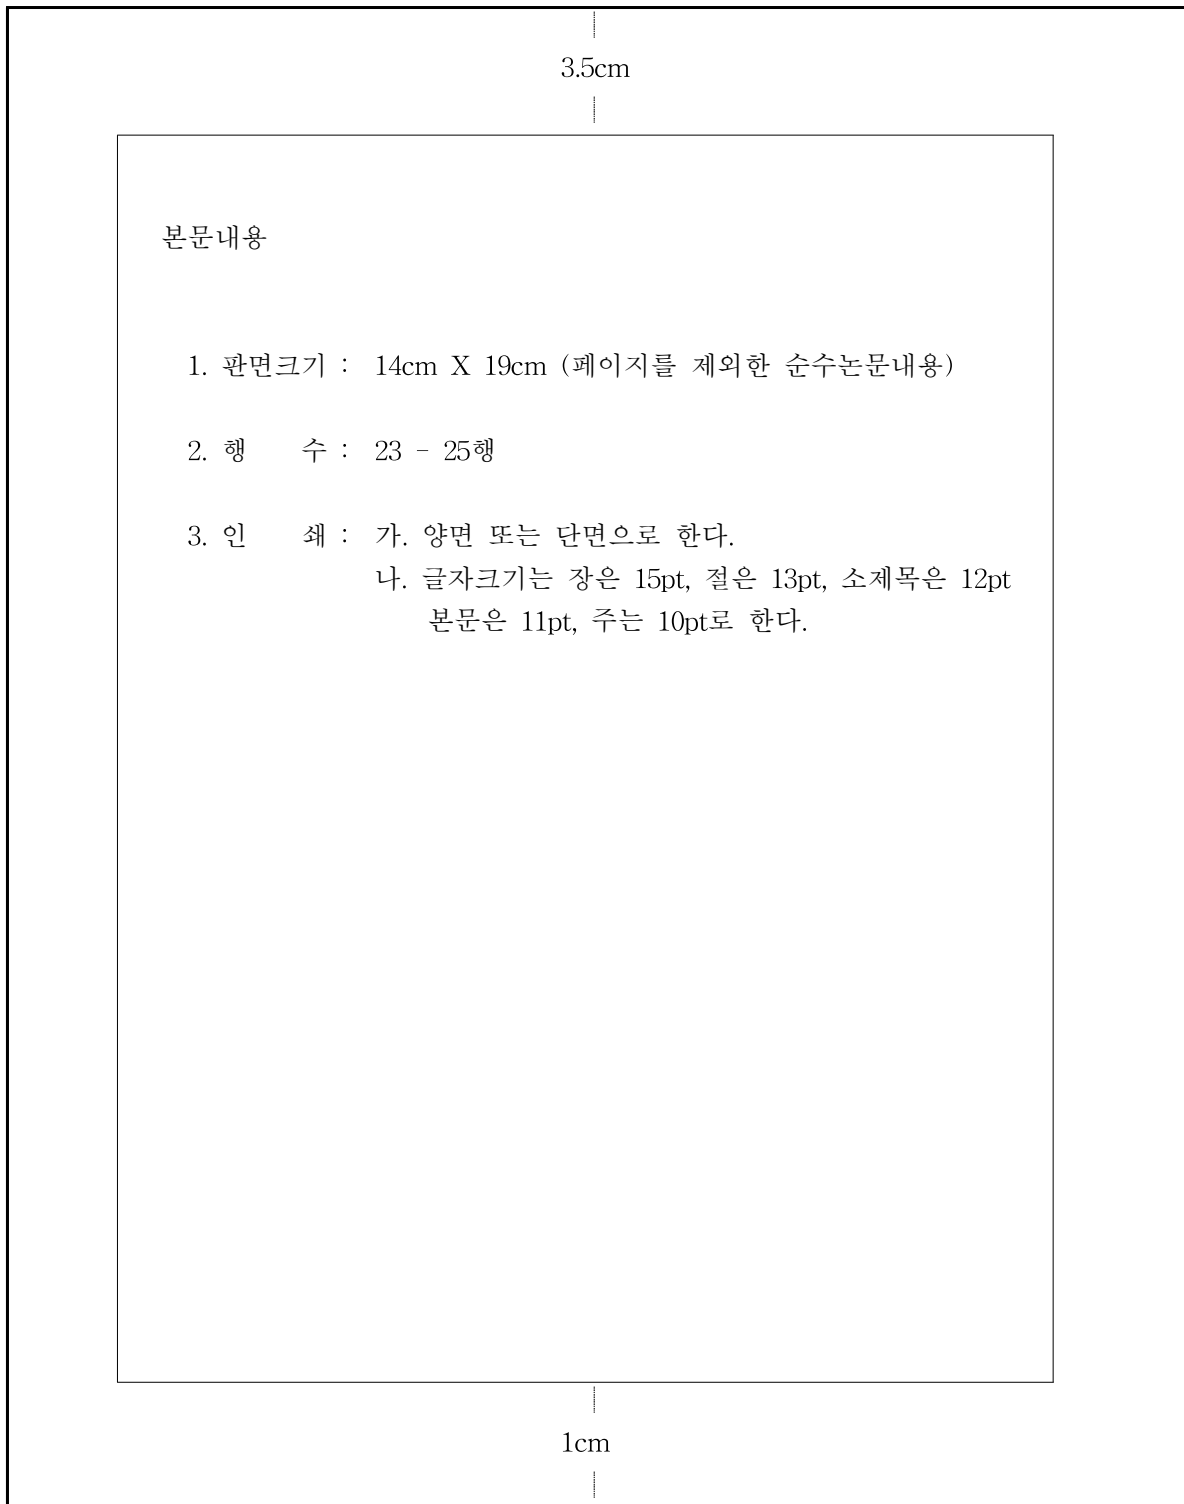 3.5cm
본문내용
1. 판면크기 : 14cm X 19cm (페이지를 제외한 순수논문내용)
2. 행 수 : 23 - 25행
3. 인 쇄 : 가. 양면 또는 단면으로 한다.
나. 글자크기는 장은 15pt, 절은 13pt, 소제목은 12pt
본문은 11pt, 주는 10pt로 한다.
1cm